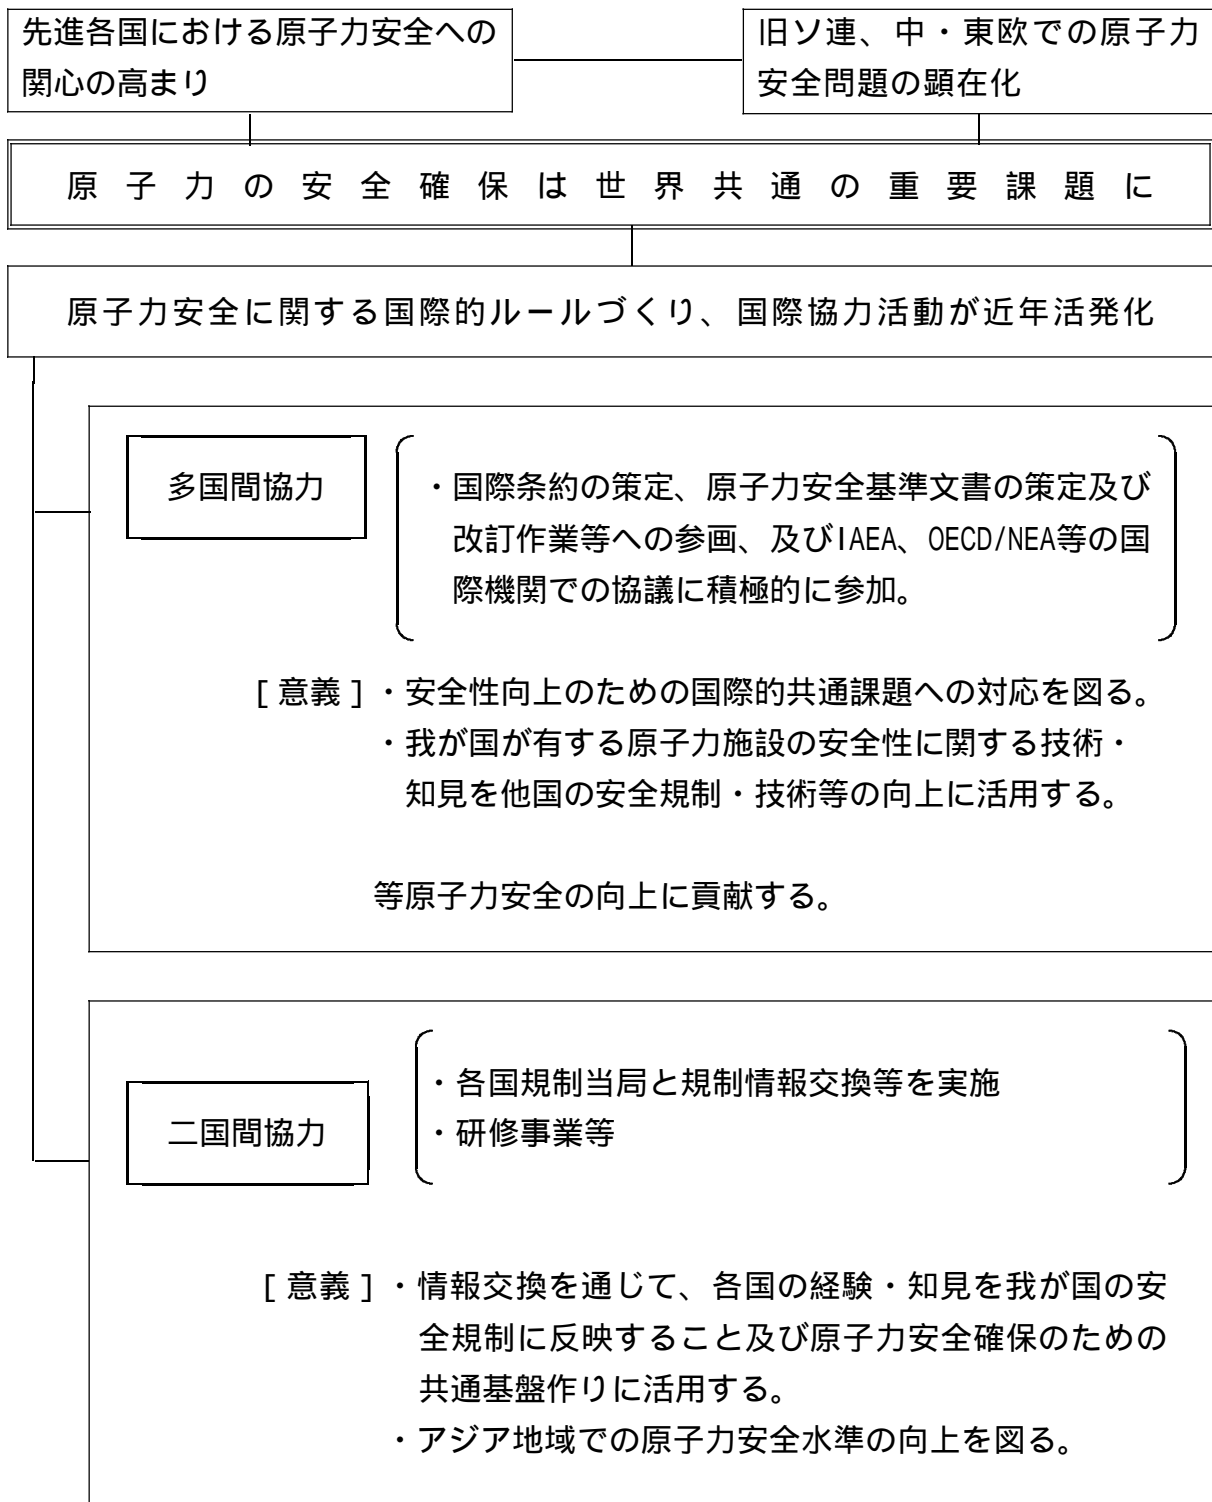 先進各国における原子力安全への
関心の高まり
旧ソ連、中・東欧での原子力
安全問題の顕在化
原子力の安全確保は世界共通の重要課題に
原子力安全に関する国際的ルールづくり、国際協力活動が近年活発化
多国間協力
・国際条約の策定、原子力安全基準文書の策定及び
改訂作業等への参画、及びIAEA、OECD/NEA等の国
際機関での協議に積極的に参加。
[意義]・安全性向上のための国際的共通課題への対応を図る。
・我が国が有する原子力施設の安全性に関する技術・
知見を他国の安全規制・技術等の向上に活用する。
等原子力安全の向上に貢献する。
二国間協力
・各国規制当局と規制情報交換等を実施
・研修事業等
[意義]・情報交換を通じて、各国の経験・知見を我が国の安
全規制に反映すること及び原子力安全確保のための
共通基盤作りに活用する。
・アジア地域での原子力安全水準の向上を図る。